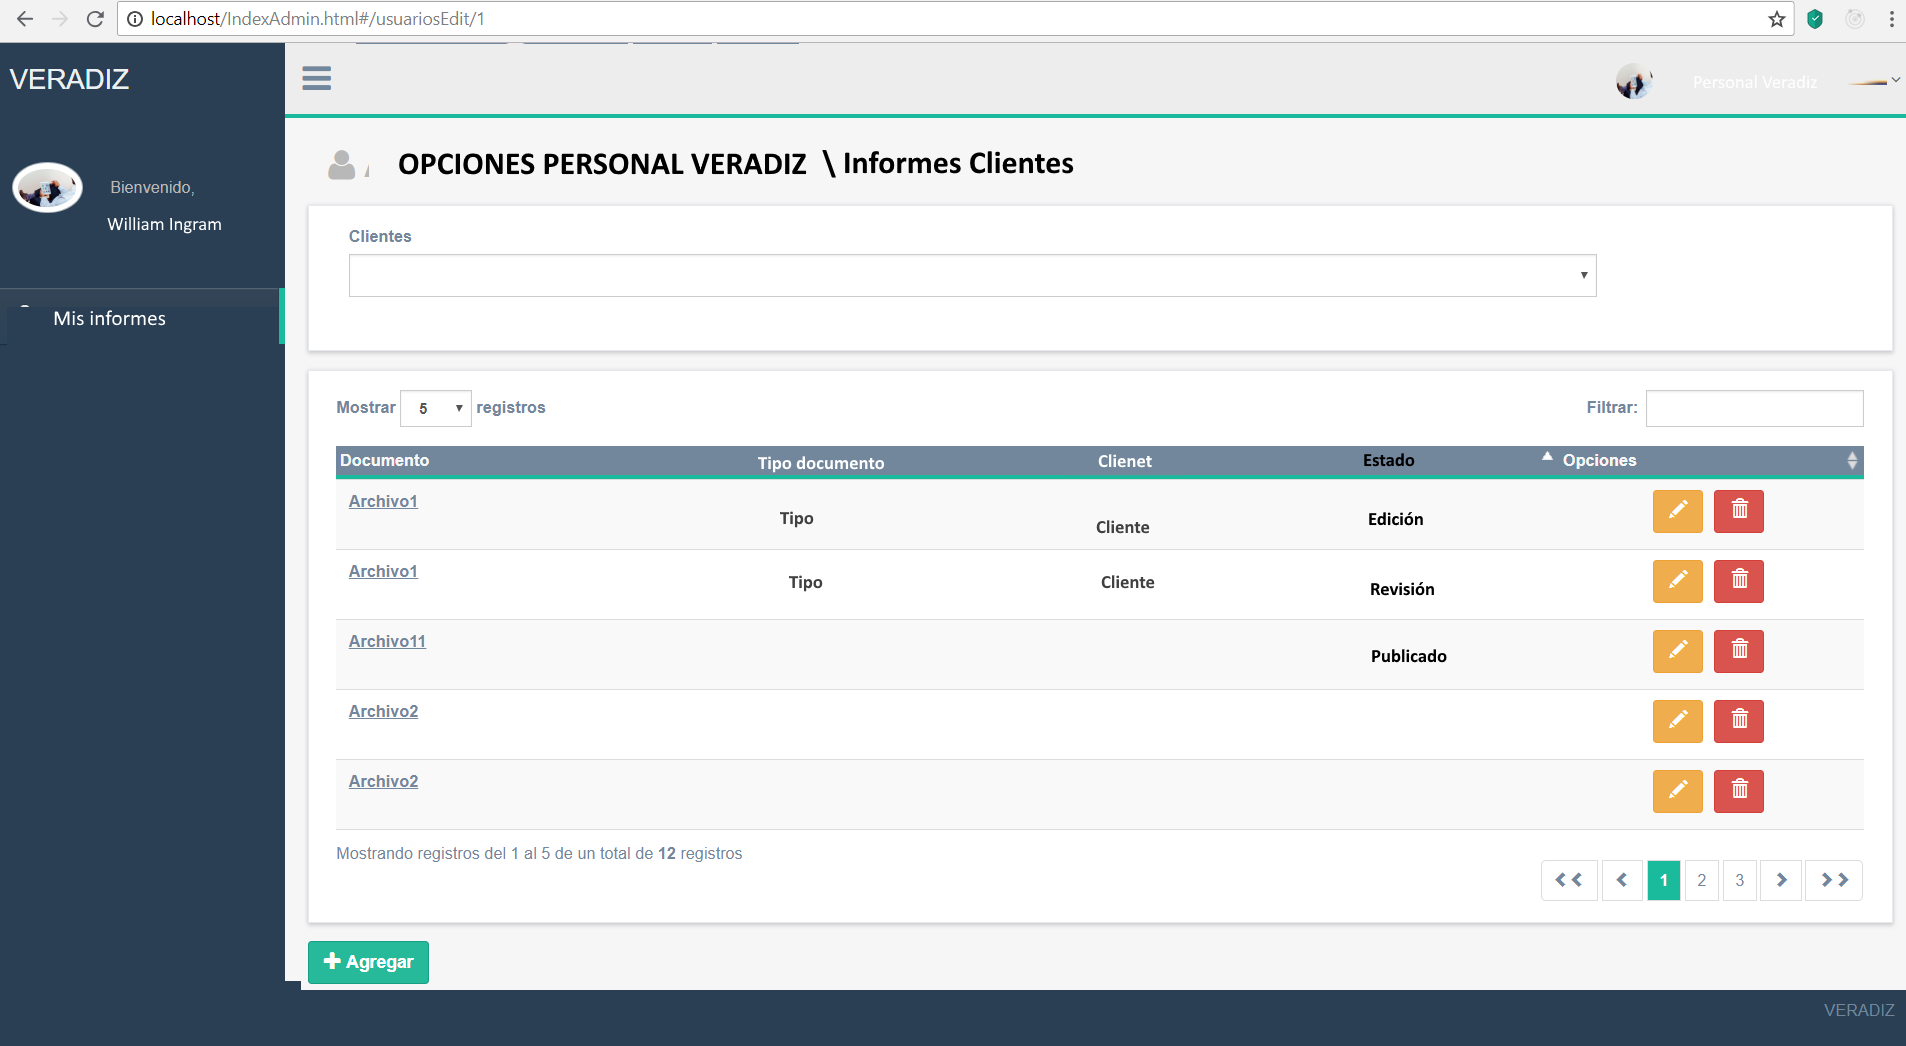 localhost/IndexAdmin.html#/usuariosEdit/1
VERADIZ
Personal Veradiz
Bienvenido,
William Ingram
Mis informes
OPCIONES PERSONAL VERADIZ \ Informes Clientes
Clientes
Mostrar 5 registros
Filtrar:
Documento Tipo documento Clienet Estado Opciones
Archivo1 Tipo Cliente Edición
Archivo1 Tipo Cliente Revisión
Archivo11 Publicado
Archivo2
Archivo2
Mostrando registros del 1 al 5 de un total de 12 registros
1 2 3
Agregar
VERADIZ